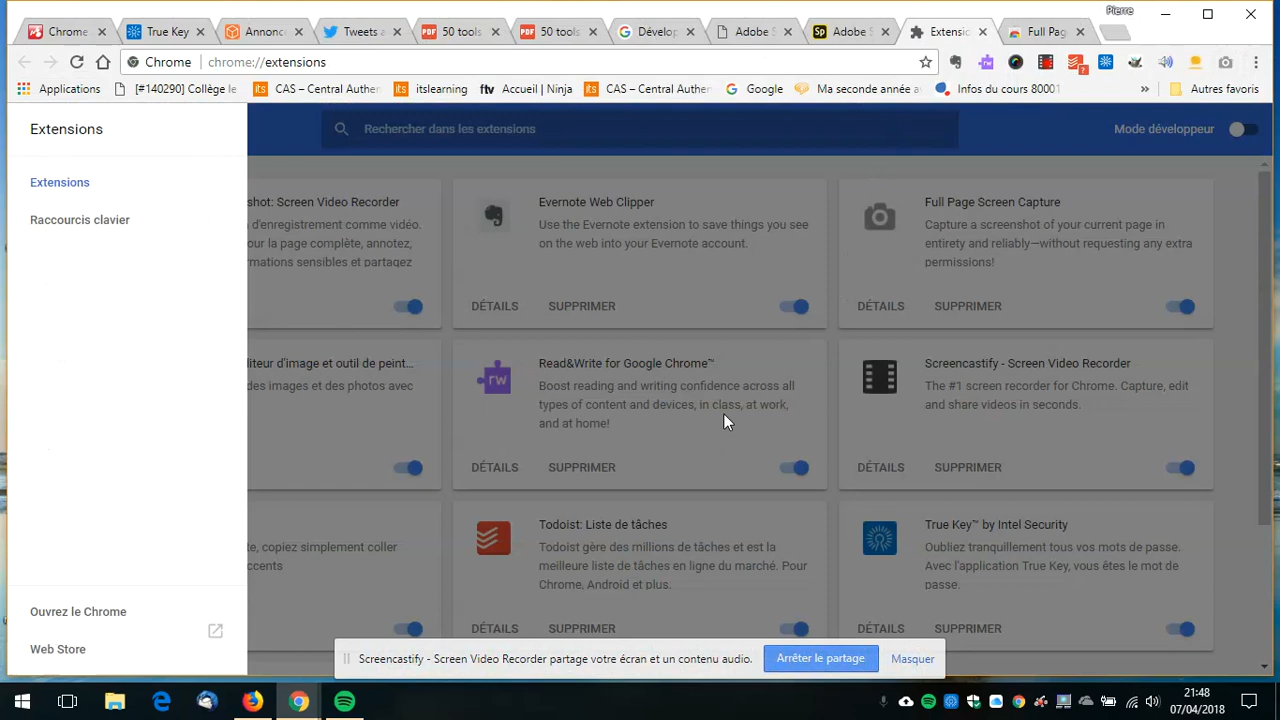 Pierre
Chrome
True Key
Annonc
Tweets a
50 tools
50 tools
Dévelop
Adobe S
Adobe S
Extensio
Full Pag
Chrome chrome://extensions
Applications [#140290] Collège le CAS – Central Authen itslearning ftv Accueil | Ninja CAS – Central Authen Google Ma seconde année au Infos du cours 80001 » Autres favoris
Extensions
Rechercher dans les extensions
Mode développeur
Extensions
Raccourcis clavier
Ouvrez le Chrome
Web Store
shot: Screen Video Recorder
d'enregistrement comme vidéo.
our la page complète, annotez,
rmations sensibles et partagez
Evernote Web Clipper
Use the Evernote extension to save things you see
on the web into your Evernote account.
DÉTAILS SUPPRIMER
Full Page Screen Capture
Capture a screenshot of your current page in
entirety and reliably—without requesting any extra
permissions!
DÉTAILS SUPPRIMER
diteur d'image et outil de peint...
des images et des photos avec
Read&Write for Google Chrome™
Boost reading and writing confidence across all
types of content and devices, in class, at work,
and at home!
DÉTAILS SUPPRIMER
Screencastify - Screen Video Recorder
The #1 screen recorder for Chrome. Capture, edit
and share videos in seconds.
DÉTAILS SUPPRIMER
te, copiez simplement coller
ccents
Todoist: Liste de tâches
Todoist gère des millions de tâches et est la
meilleure liste de tâches en ligne du marché. Pour
Chrome, Android et plus.
DÉTAILS SUPPRIMER
True Key™ by Intel Security
Oubliez tranquillement tous vos mots de passe.
Avec l'application True Key, vous êtes le mot de
passe.
DÉTAILS SUPPRIMER
Screencastify - Screen Video Recorder partage votre écran et un contenu audio.
Arrêter le partage
Masquer
21:48
07/04/2018